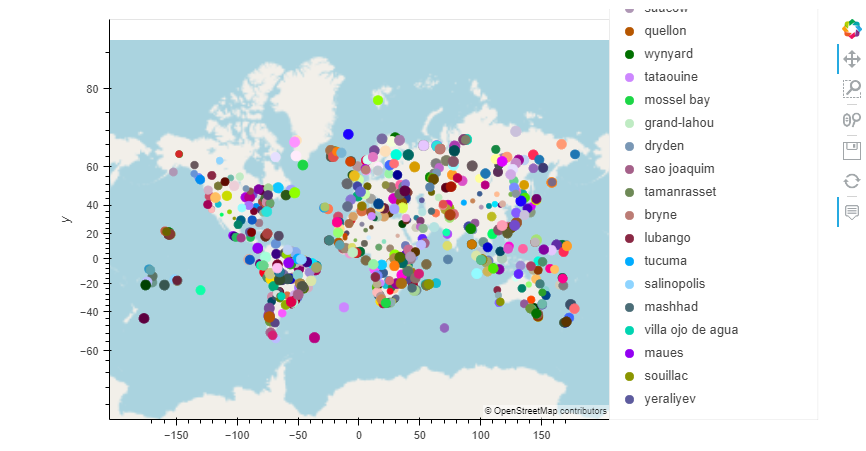 saucow
quellon
wynyard
tataouine
mossel bay
grand-lahou
dryden
sao joaquim
tamanrasset
bryne
lubango
tucuma
salinopolis
mashhad
villa ojo de agua
maues
souillac
yeraliyev
80
60
40
20
0
−20
−40
−60
y
−150
−100
−50
0
50
100
150
© OpenStreetMap contributors